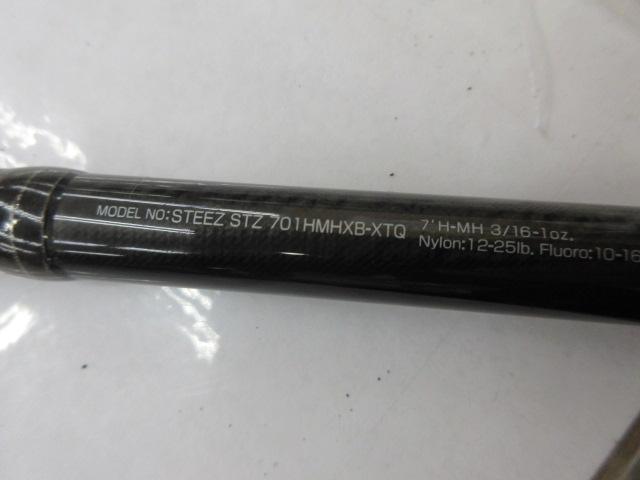 MODEL NO:STEEZ STZ 701HMHXB-XTQ
7'H-MH 3/16-1oz.
Nylon:12-25lb. Fluoro:10-16